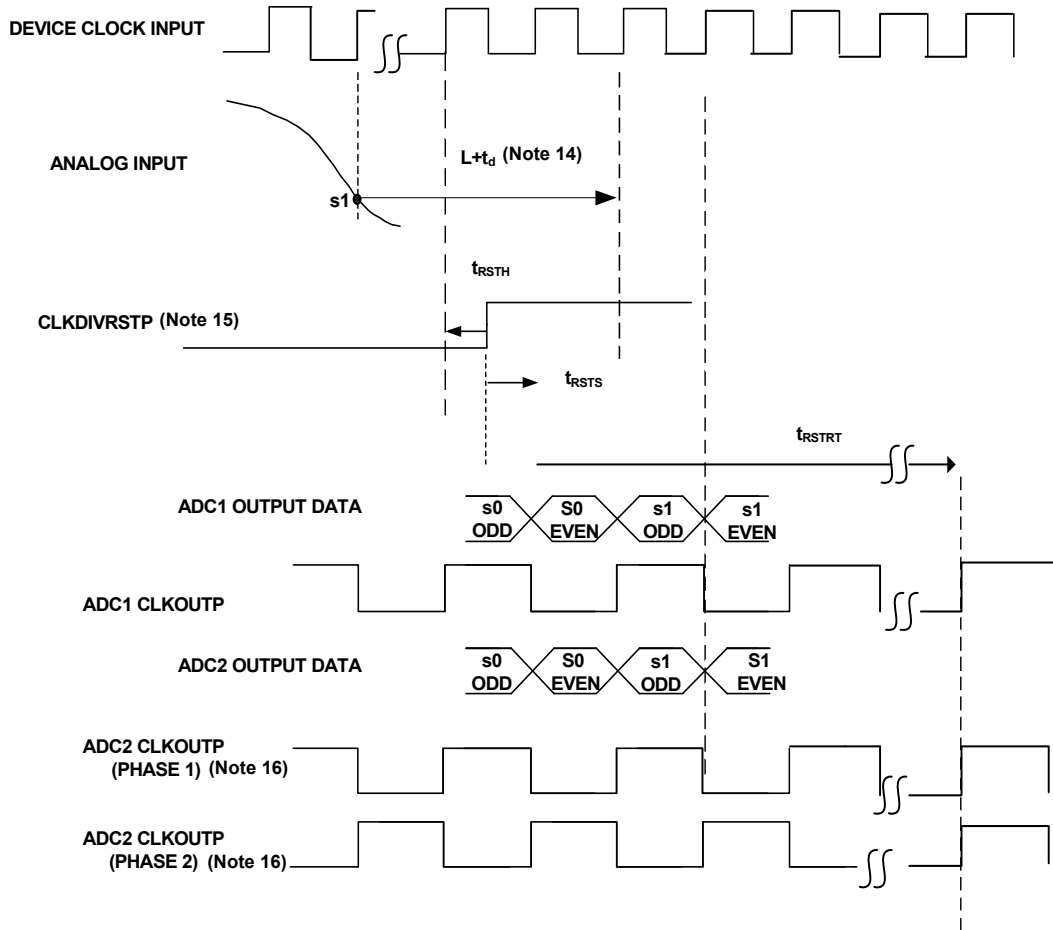 DEVICE CLOCK INPUT
ANALOG INPUT
L+td (Note 14)
s1
tRSTH
CLKDIVRSTP (Note 15)
tRSTS
tRSTRT
ADC1 OUTPUT DATA
s0 S0 s1 s1
ODD EVEN ODD EVEN
ADC1 CLKOUTP
ADC2 OUTPUT DATA
s0 S0 s1 S1
ODD EVEN ODD EVEN
ADC2 CLKOUTP
(PHASE 1) (Note 16)
ADC2 CLKOUTP
(PHASE 2) (Note 16)